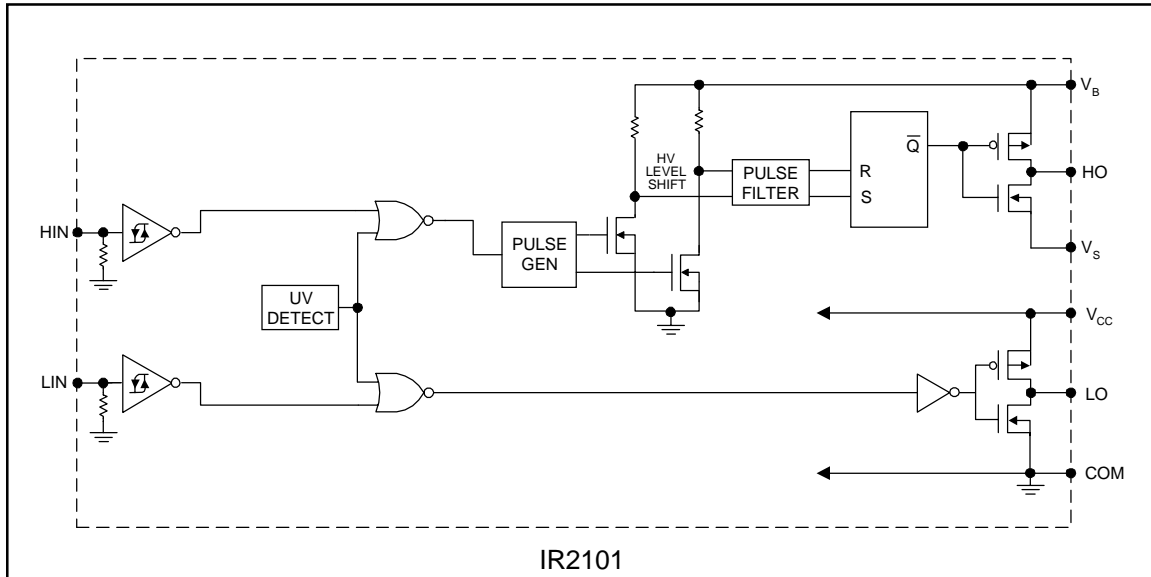 V_B
Q̅
HV
LEVEL
SHIFT
PULSE
FILTER
R
S
HO
HIN
PULSE
GEN
V_S
UV
DETECT
V_CC
LIN
LO
COM
IR2101